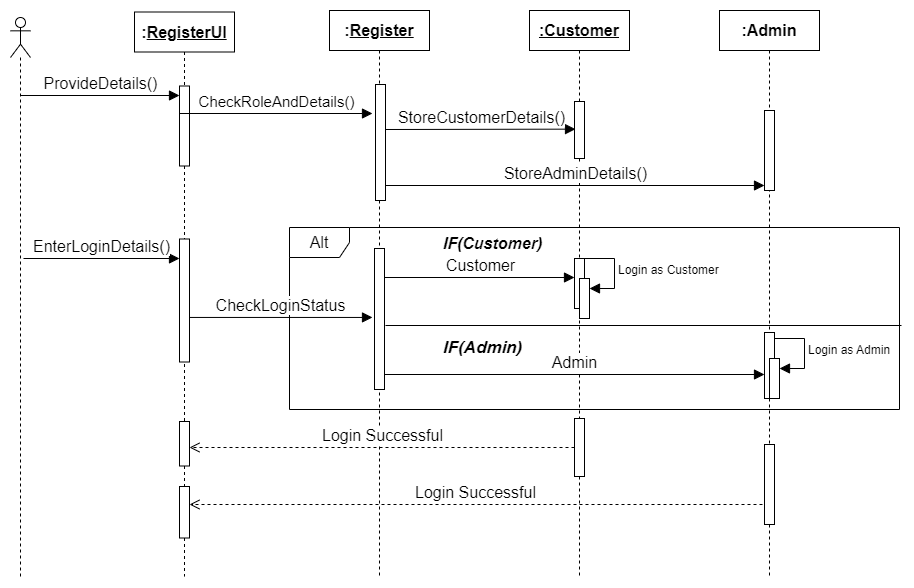 :RegisterUI
:Register
:Customer
:Admin
ProvideDetails()
CheckRoleAndDetails()
StoreCustomerDetails()
StoreAdminDetails()
EnterLoginDetails()
Alt
IF(Customer)
Customer
Login as Customer
CheckLoginStatus
IF(Admin)
Login as Admin
Admin
Login Successful
Login Successful